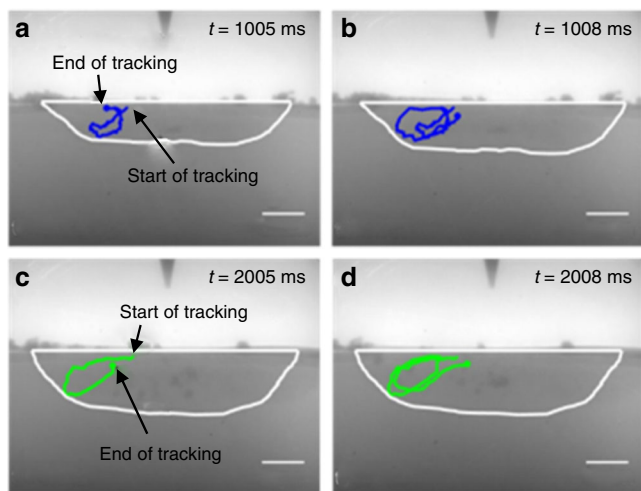 a
t = 1005 ms
End of tracking
Start of tracking
b
t = 1008 ms
c
t = 2005 ms
Start of tracking
End of tracking
d
t = 2008 ms